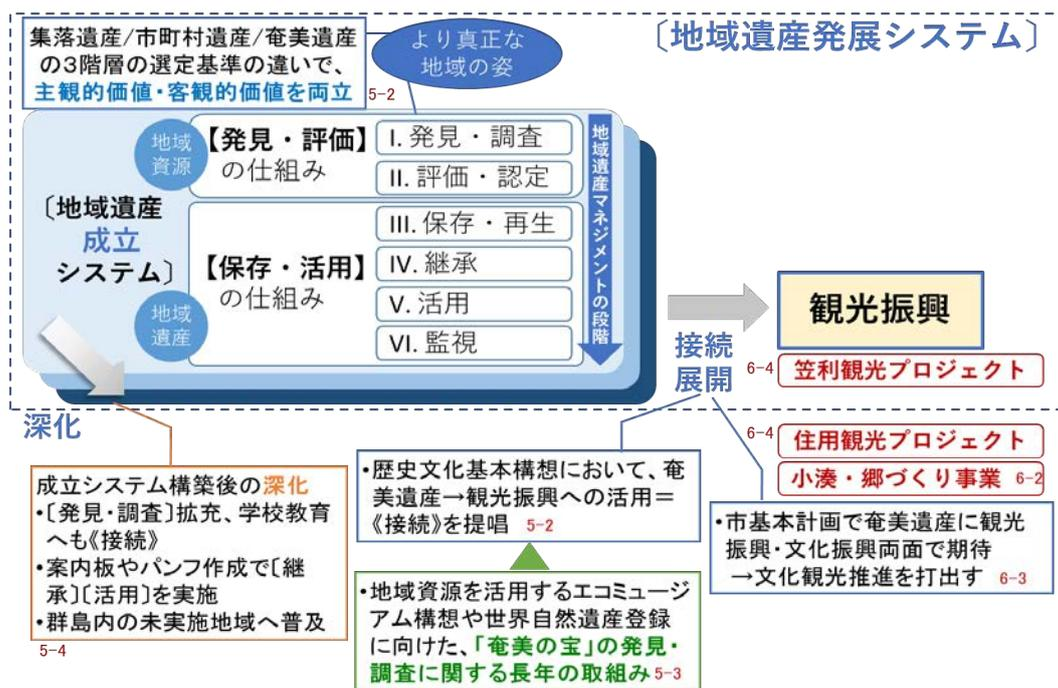 〔地域遺産発展システム〕
集落遺産/市町村遺産/奄美遺産
の3階層の選定基準の違いで、
主観的価値・客観的価値を両立
5-2
より真正な
地域の姿
〔地域遺産
成立
システム〕
地域
資源
【発見・評価】
の仕組み
I. 発見・調査
II. 評価・認定
地域
遺産
【保存・活用】
の仕組み
III. 保存・再生
IV. 継承
V. 活用
VI. 監視
地域遺産マネジメントの段階
深化
接続
展開
観光振興
6-4 笠利観光プロジェクト
6-4 住用観光プロジェクト
小湊・郷づくり事業 6-2
成立システム構築後の深化
•〔発見・調査〕拡充、学校教育
へも《接続》
•案内板やパンフ作成で〔継
承〕〔活用〕を実施
•群島内の未実施地域へ普及
5-4
•歴史文化基本構想において、奄
美遺産→観光振興への活用＝
《接続》を提唱 5-2
•地域資源を活用するエコミュージ
アム構想や世界自然遺産登録
に向けた、「奄美の宝」の発見・
調査に関する長年の取組み 5-3
•市基本計画で奄美遺産に観光
振興・文化振興両面で期待
→文化観光推進を打出す 6-3